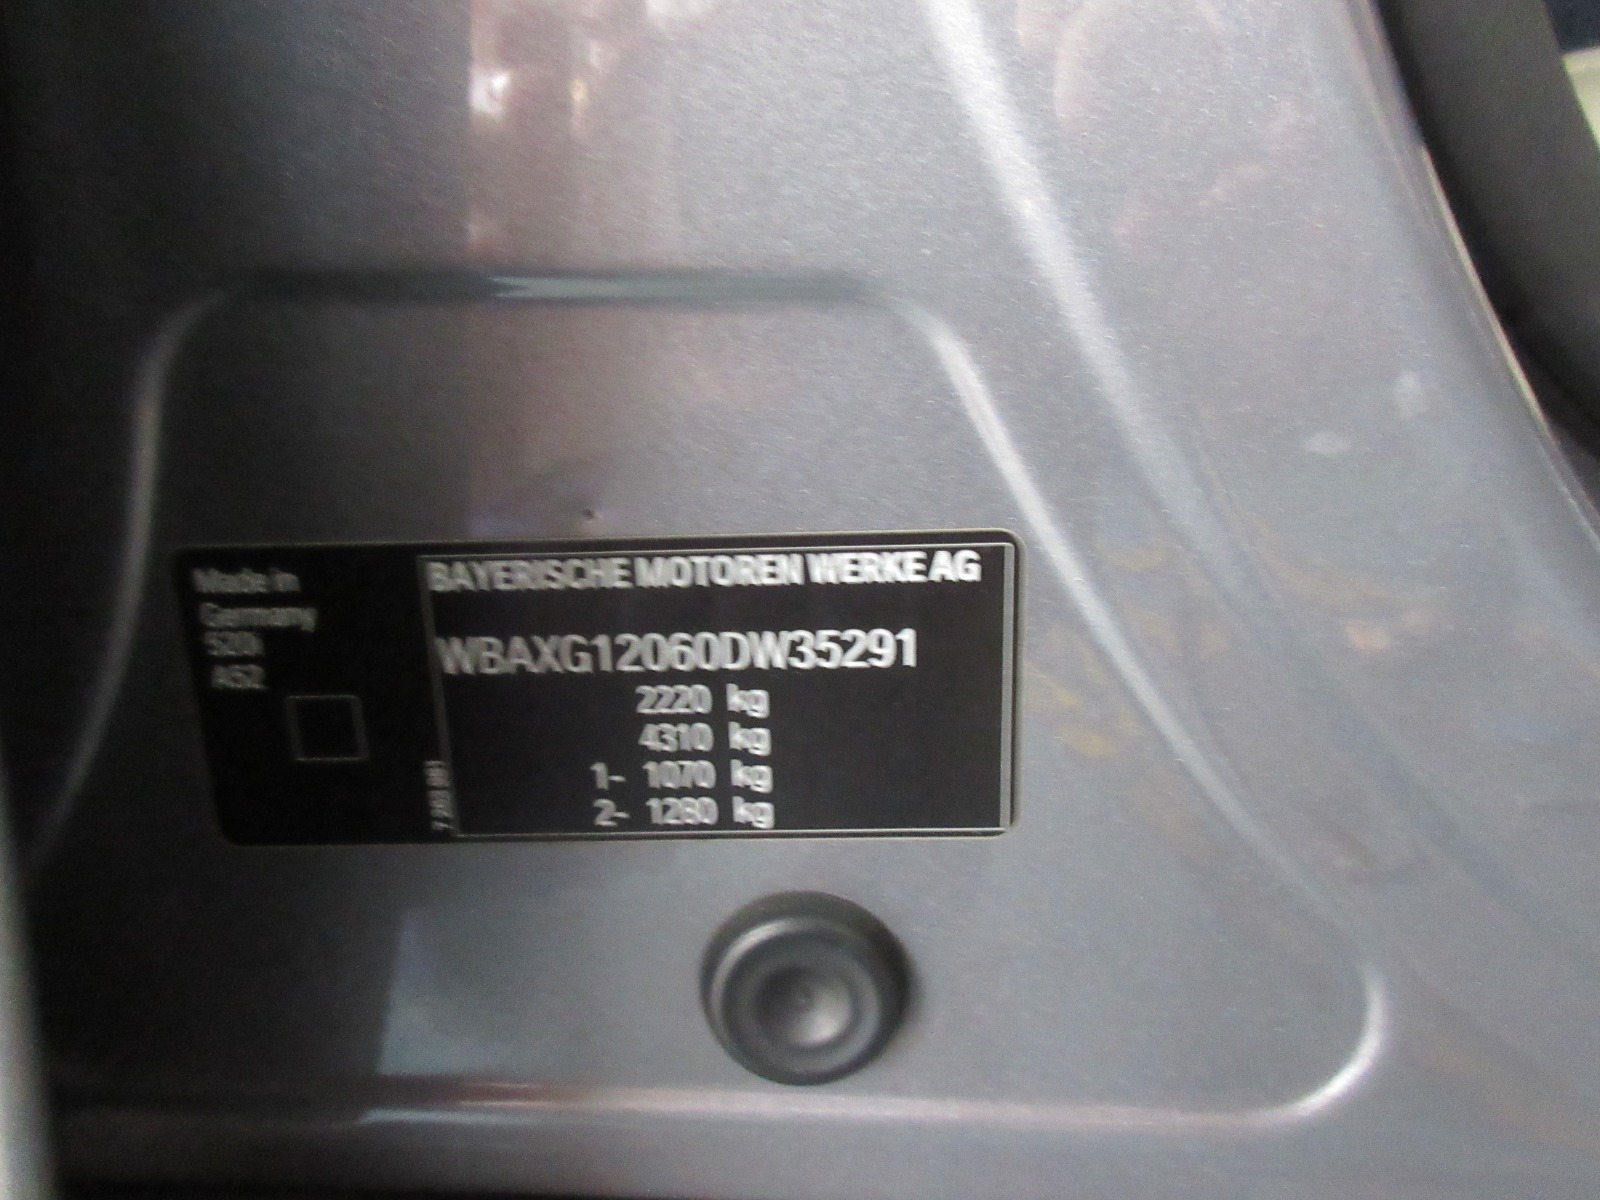 Made in
Germany
520i
A52
BAYERISCHE MOTOREN WERKE AG
WBAXG12060DW35291
2220 kg
4310 kg
1- 1070 kg
2- 1280 kg